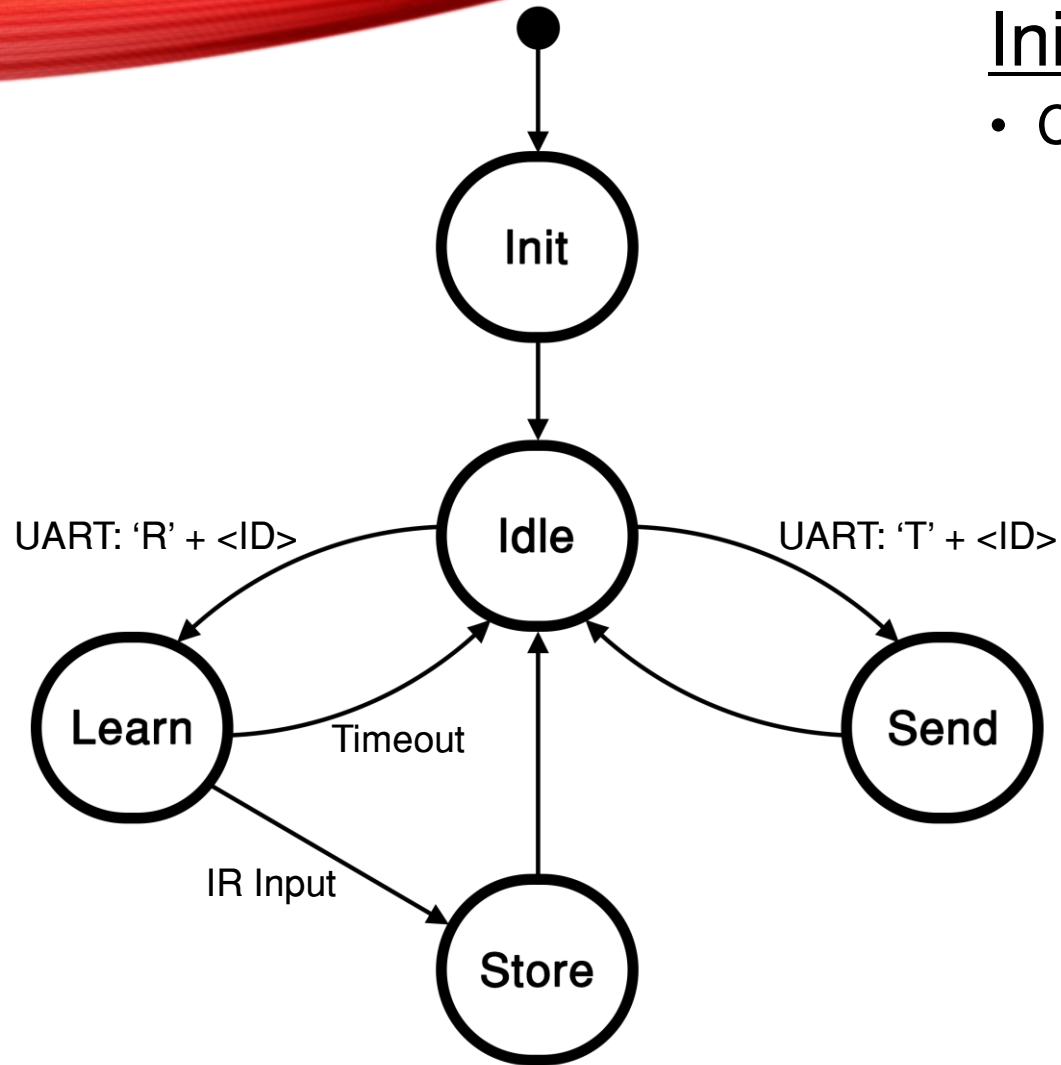 Init
Idle
UART: ‘R’ + <ID>
UART: ‘T’ + <ID>
Learn
Timeout
Send
IR Input
Store